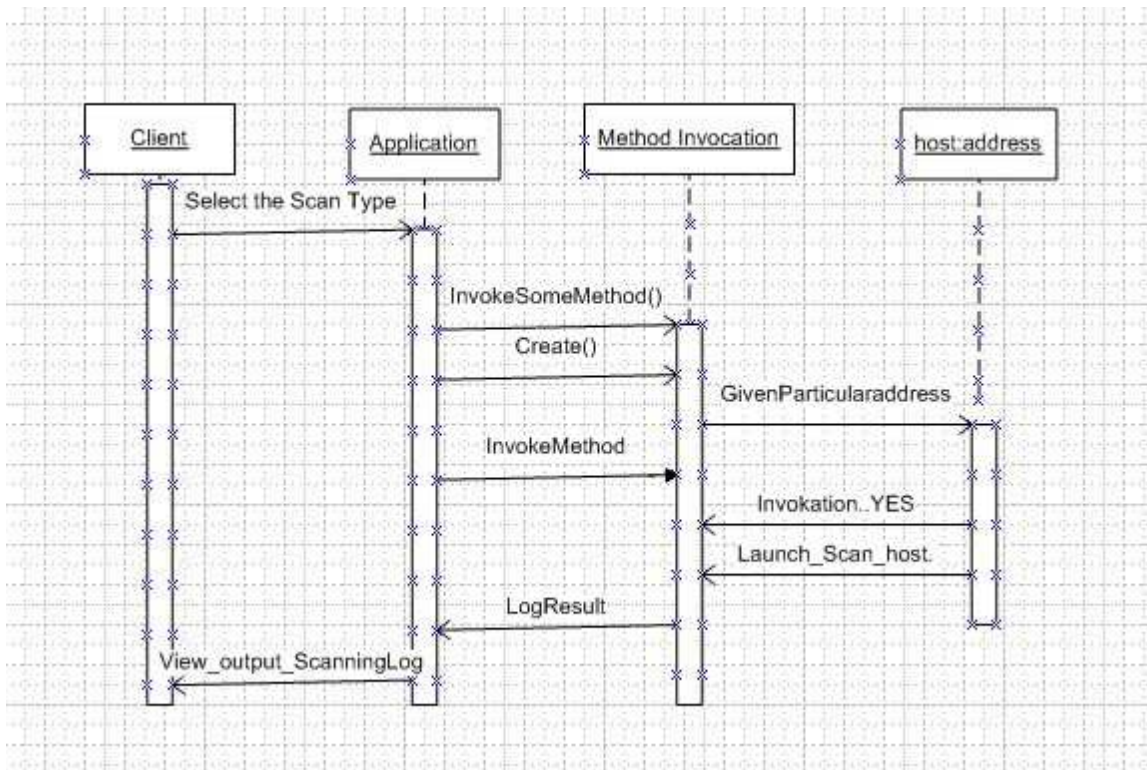 Client
Application
Method Invocation
host:address
Select the Scan Type
InvokeSomeMethod()
Create()
GivenParticularaddress
InvokeMethod
Invokation..YES
Launch_Scan_host.
LogResult
View_output_ScanningLog